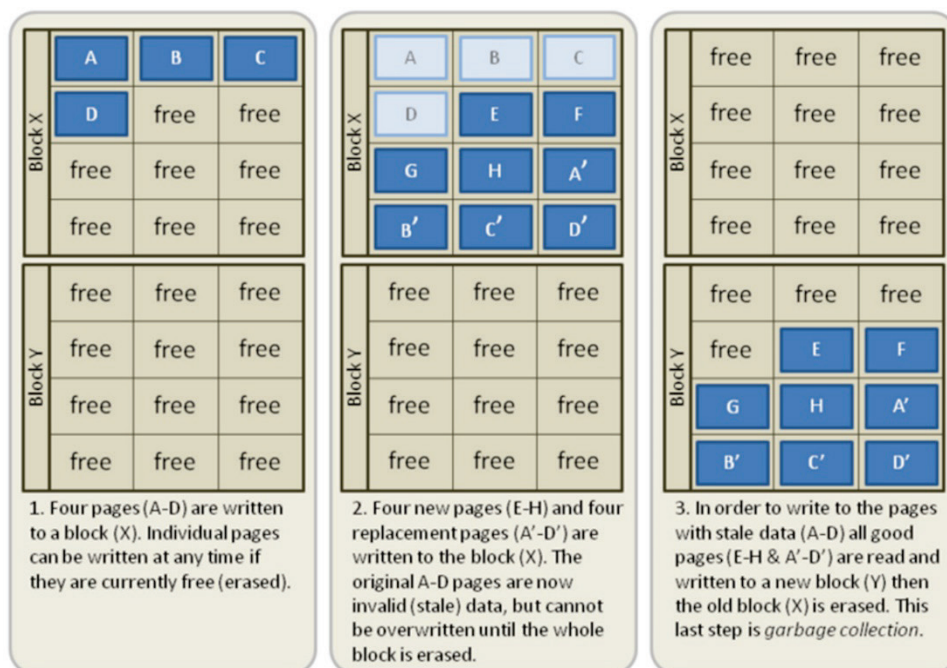 Block X
A B C
D free free
free free free
free free free
Block Y
free free free
free free free
free free free
free free free
1. Four pages (A-D) are written
to a block (X). Individual pages
can be written at any time if
they are currently free (erased).
Block X
A B C
D E F
G H A'
B' C' D'
Block Y
free free free
free free free
free free free
free free free
2. Four new pages (E-H) and four
replacement pages (A'-D') are
written to the block (X). The
original A-D pages are now
invalid (stale) data, but cannot
be overwritten until the whole
block is erased.
Block X
free free free
free free free
free free free
free free free
Block Y
free free free
free E F
G H A'
B' C' D'
3. In order to write to the pages
with stale data (A-D) all good
pages (E-H & A'-D') are read and
written to a new block (Y) then
the old block (X) is erased. This
last step is garbage collection.